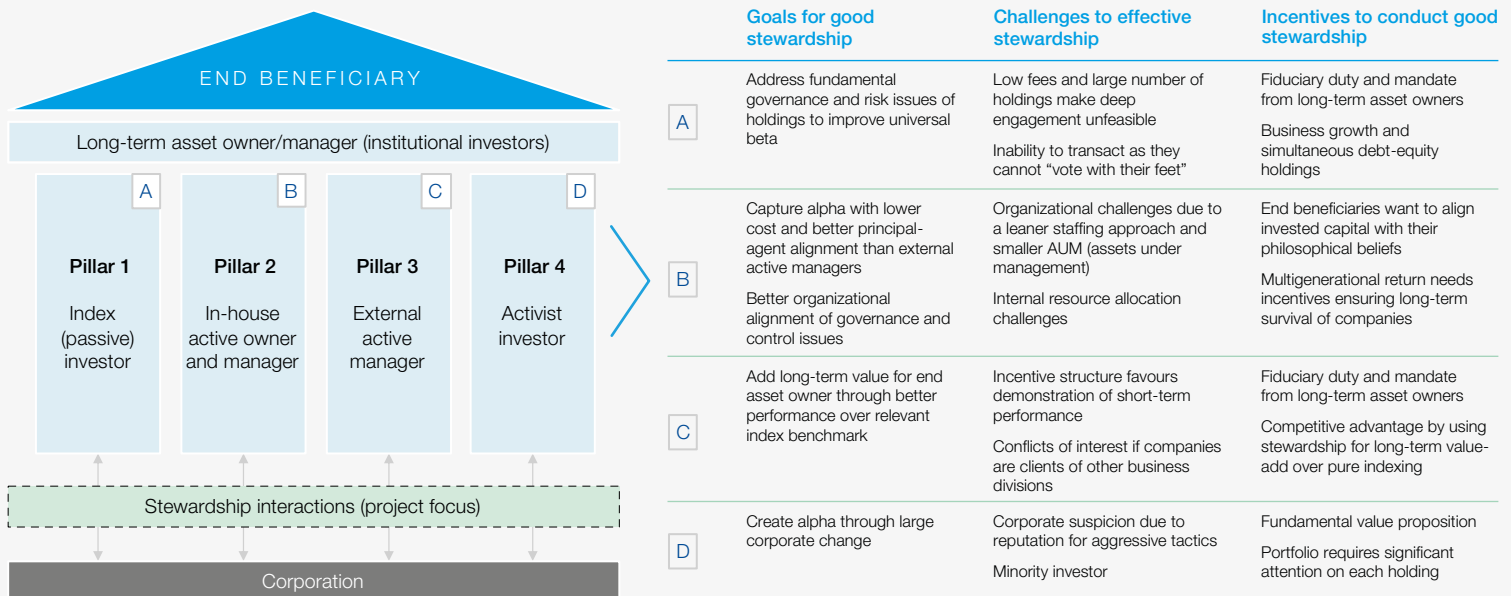 END BENEFICIARY
Long-term asset owner/manager (institutional investors)
A
Pillar 1
Index
(passive)
investor
B
Pillar 2
In-house
active owner
and manager
C
Pillar 3
External
active
manager
D
Pillar 4
Activist
investor
Stewardship interactions (project focus)
Corporation
Goals for good
stewardship
Challenges to effective
stewardship
Incentives to conduct good
stewardship
A
Address fundamental
governance and risk issues of
holdings to improve universal
beta
Low fees and large number of
holdings make deep
engagement unfeasible
Inability to transact as they
cannot “vote with their feet”
Fiduciary duty and mandate
from long-term asset owners
Business growth and
simultaneous debt-equity
holdings
B
Capture alpha with lower
cost and better principal-
agent alignment than external
active managers
Better organizational
alignment of governance and
control issues
Organizational challenges due to
a leaner staffing approach and
smaller AUM (assets under
management)
Internal resource allocation
challenges
End beneficiaries want to align
invested capital with their
philosophical beliefs
Multigenerational return needs
incentives ensuring long-term
survival of companies
C
Add long-term value for end
asset owner through better
performance over relevant
index benchmark
Incentive structure favours
demonstration of short-term
performance
Conflicts of interest if companies
are clients of other business
divisions
Fiduciary duty and mandate
from long-term asset owners
Competitive advantage by using
stewardship for long-term value-
add over pure indexing
D
Create alpha through large
corporate change
Corporate suspicion due to
reputation for aggressive tactics
Minority investor
Fundamental value proposition
Portfolio requires significant
attention on each holding